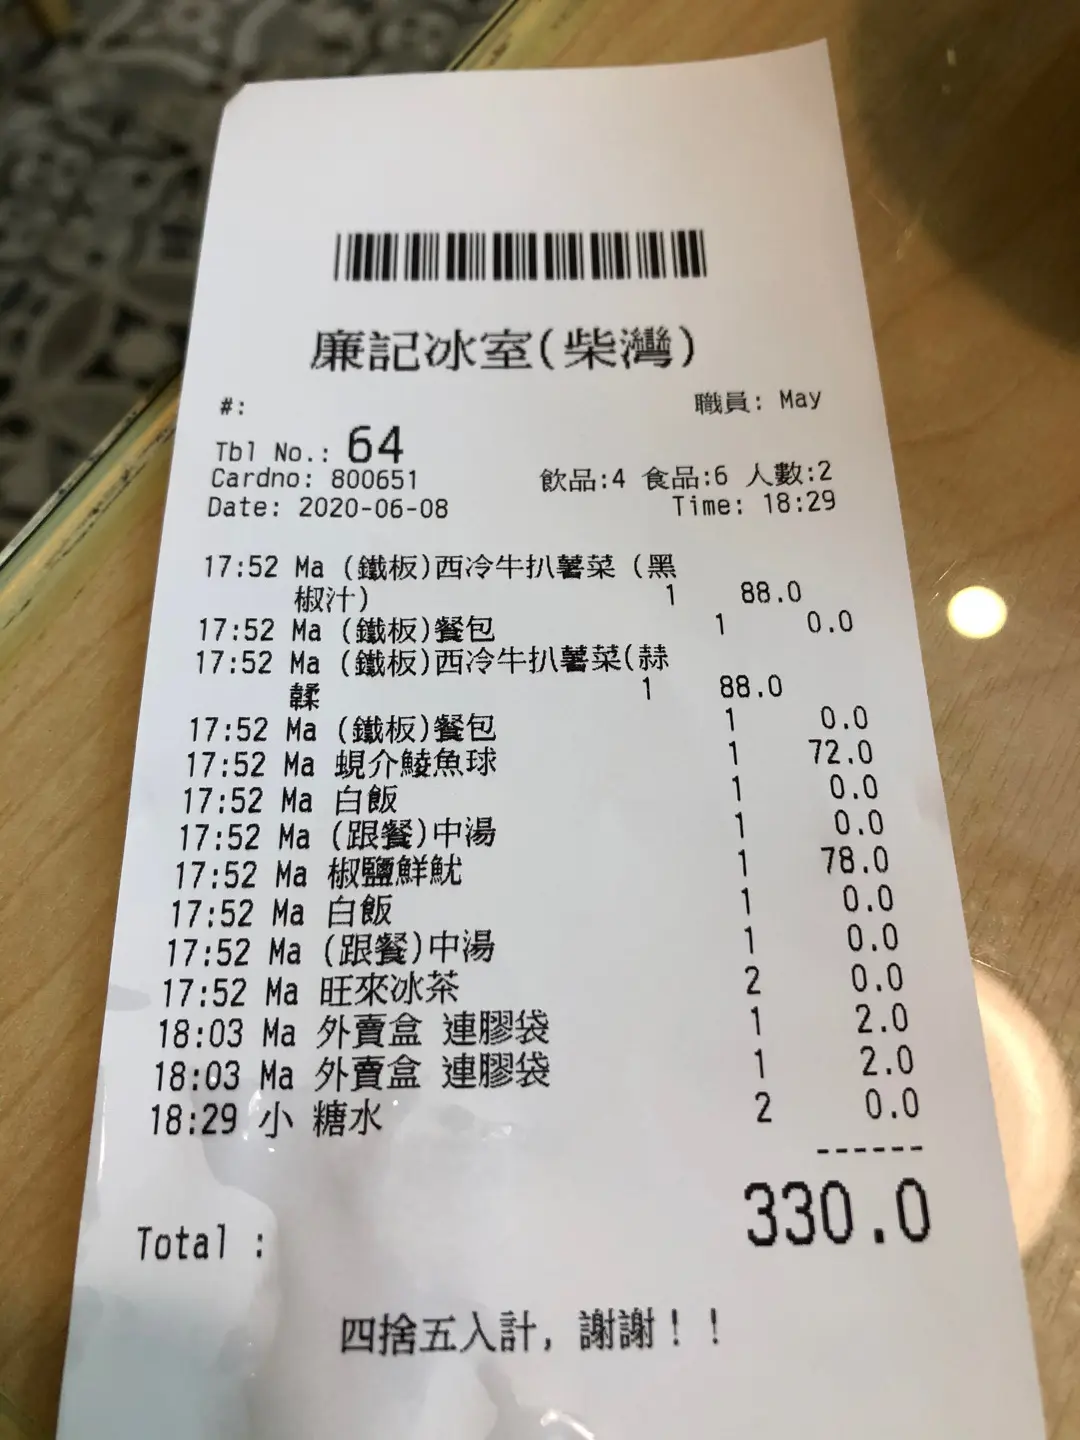 廉記冰室(柴灣)
#: 職員: May
Tbl No.: 64
Cardno: 800651 飲品:4 食品:6 人數:2
Date: 2020-06-08 Time: 18:29
17:52 Ma (鐵板)西冷牛扒薯菜 (黑
椒汁) 1 88.0
17:52 Ma (鐵板)餐包 1 0.0
17:52 Ma (鐵板)西冷牛扒薯菜(蒜
鞣 1 88.0
17:52 Ma (鐵板)餐包 1 0.0
17:52 Ma 蜆介鯪魚球 1 72.0
17:52 Ma 白飯 1 0.0
17:52 Ma (跟餐)中湯 1 0.0
17:52 Ma 椒鹽鮮魷 1 78.0
17:52 Ma 白飯 1 0.0
17:52 Ma (跟餐)中湯 1 0.0
17:52 Ma 旺來冰茶 2 0.0
18:03 Ma 外賣盒 連膠袋 1 2.0
18:03 Ma 外賣盒 連膠袋 1 2.0
18:29 小 糖水 2 0.0
------
Total : 330.0
四捨五入計, 謝謝!!